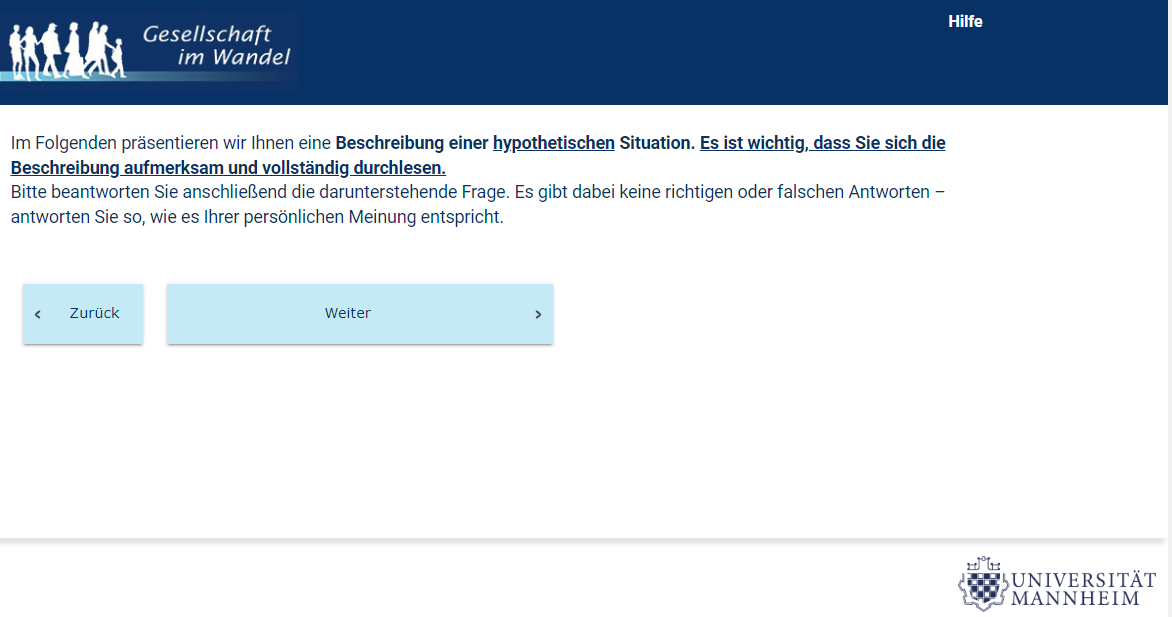 Gesellschaft
im Wandel
Hilfe
Im Folgenden präsentieren wir Ihnen eine Beschreibung einer hypothetischen Situation. Es ist wichtig, dass Sie sich die
Beschreibung aufmerksam und vollständig durchlesen.
Bitte beantworten Sie anschließend die darunterstehende Frage. Es gibt dabei keine richtigen oder falschen Antworten –
antworten Sie so, wie es Ihrer persönlichen Meinung entspricht.
‹ Zurück
Weiter ›
UNIVERSITÄT
MANNHEIM